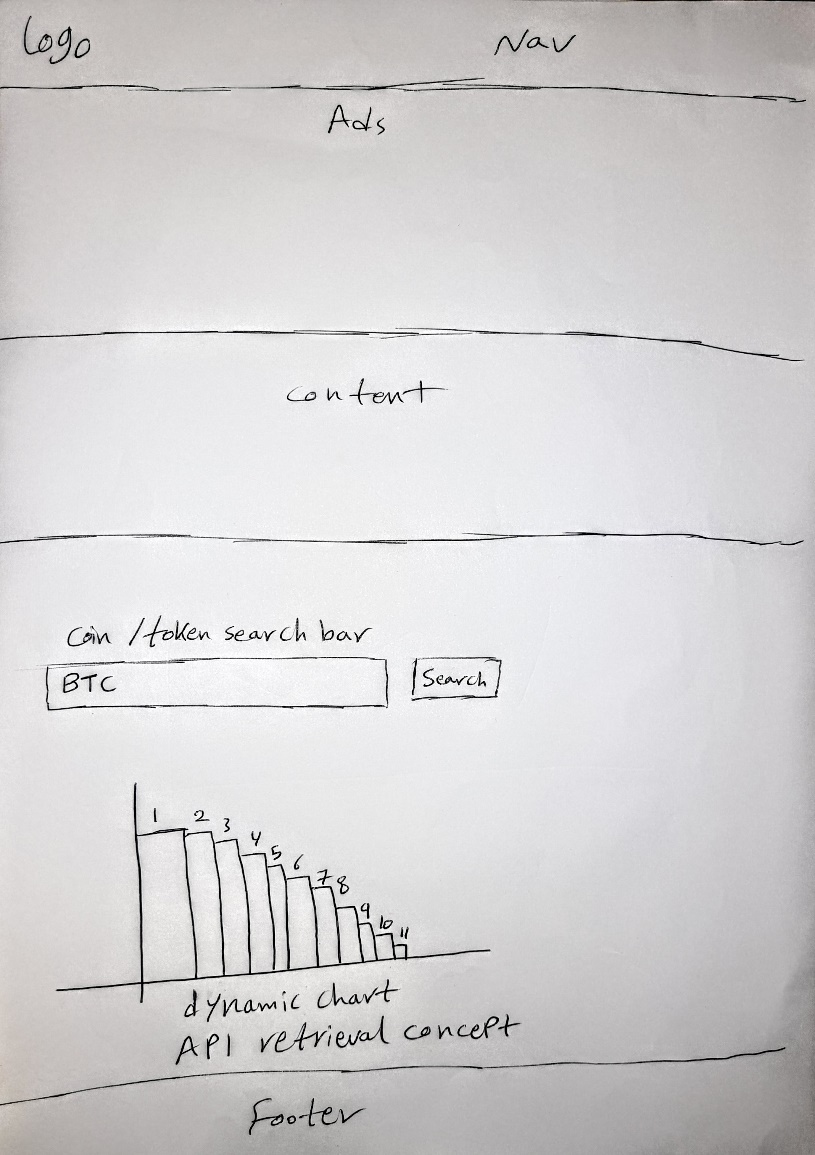 Logo
Nav
Ads
content
Coin / token search bar
BTC
Search
1 2 3 4 5 6 7 8 9 10 11
dynamic chart
API retrieval concept
Footer